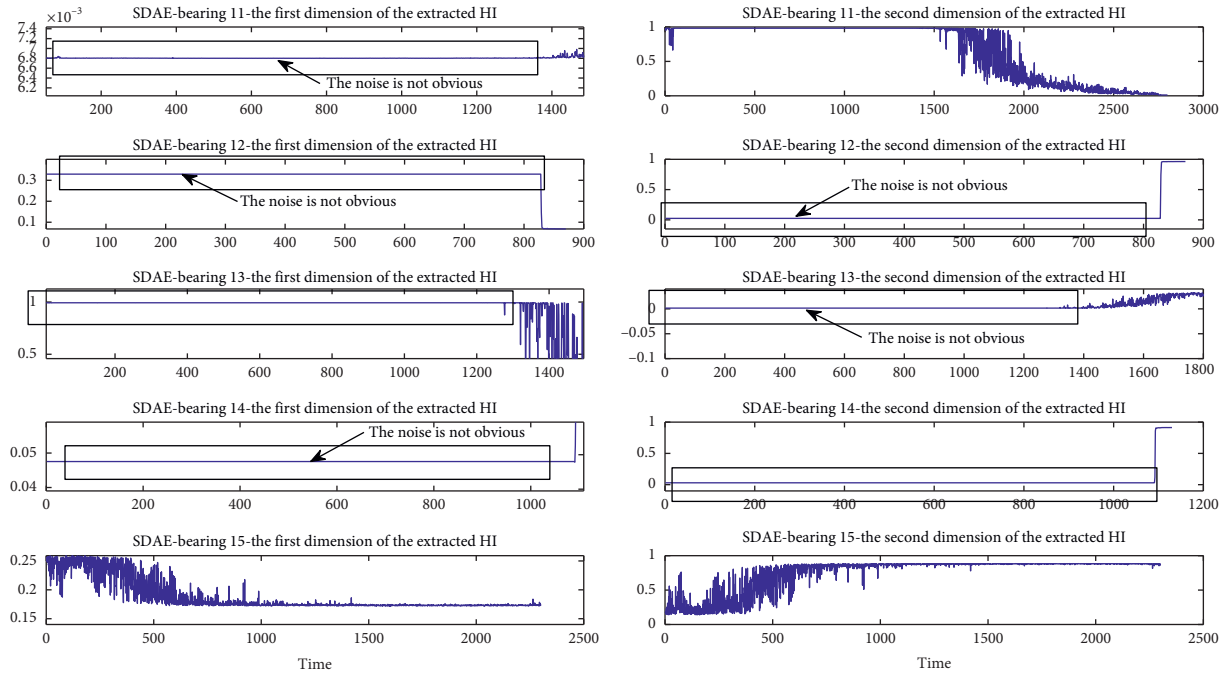 SDAE-bearing 11-the first dimension of the extracted HI
×10⁻³
7.4
7.2
7
6.8
6.6
6.4
6.2
The noise is not obvious
200 400 600 800 1000 1200 1400
SDAE-bearing 11-the second dimension of the extracted HI
1
0.5
0
0 500 1000 1500 2000 2500 3000
SDAE-bearing 12-the first dimension of the extracted HI
0.3
0.2
0.1
The noise is not obvious
0 100 200 300 400 500 600 700 800 900
SDAE-bearing 12-the second dimension of the extracted HI
1
0.5
0
The noise is not obvious
0 100 200 300 400 500 600 700 800 900
SDAE-bearing 13-the first dimension of the extracted HI
1
0.5
200 400 600 800 1000 1200 1400
SDAE-bearing 13-the second dimension of the extracted HI
0
−0.05
−0.1
The noise is not obvious
0 200 400 600 800 1000 1200 1400 1600 1800
SDAE-bearing 14-the first dimension of the extracted HI
0.05
0.04
The noise is not obvious
0 200 400 600 800 1000
SDAE-bearing 14-the second dimension of the extracted HI
1
0.5
0
0 200 400 600 800 1000 1200
SDAE-bearing 15-the first dimension of the extracted HI
0.25
0.2
0.15
0 500 1000 1500 2000 2500
Time
SDAE-bearing 15-the second dimension of the extracted HI
1
0.5
0
0 500 1000 1500 2000 2500
Time